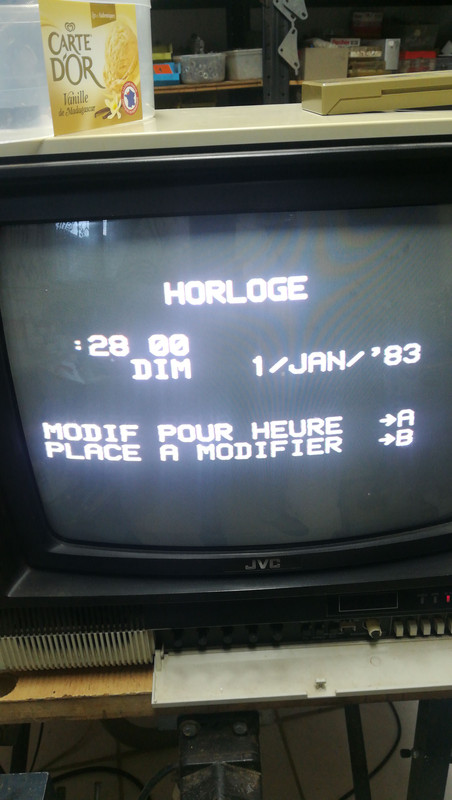 CARTE
D'OR
Vanille
de Madagascar
HORLOGE
:28 00
DIM
1/JAN/'83
MODIF POUR HEURE →A
PLACE A MODIFIER →B
JVC